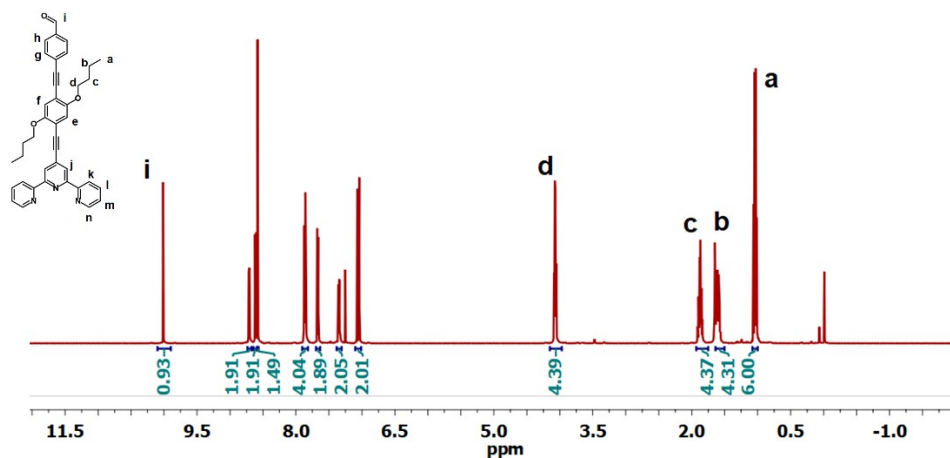 O
i
h
g
b
a
d
c
O
f
O
e
j
k
N
l
N
N
m
n
i
d
c
b
a
0.93
1.91
1.91
1.49
4.04
1.89
2.05
2.01
4.39
4.37
4.31
6.00
11.5 9.5 8.0 6.5 5.0 3.5 2.0 0.5 -1.0
ppm